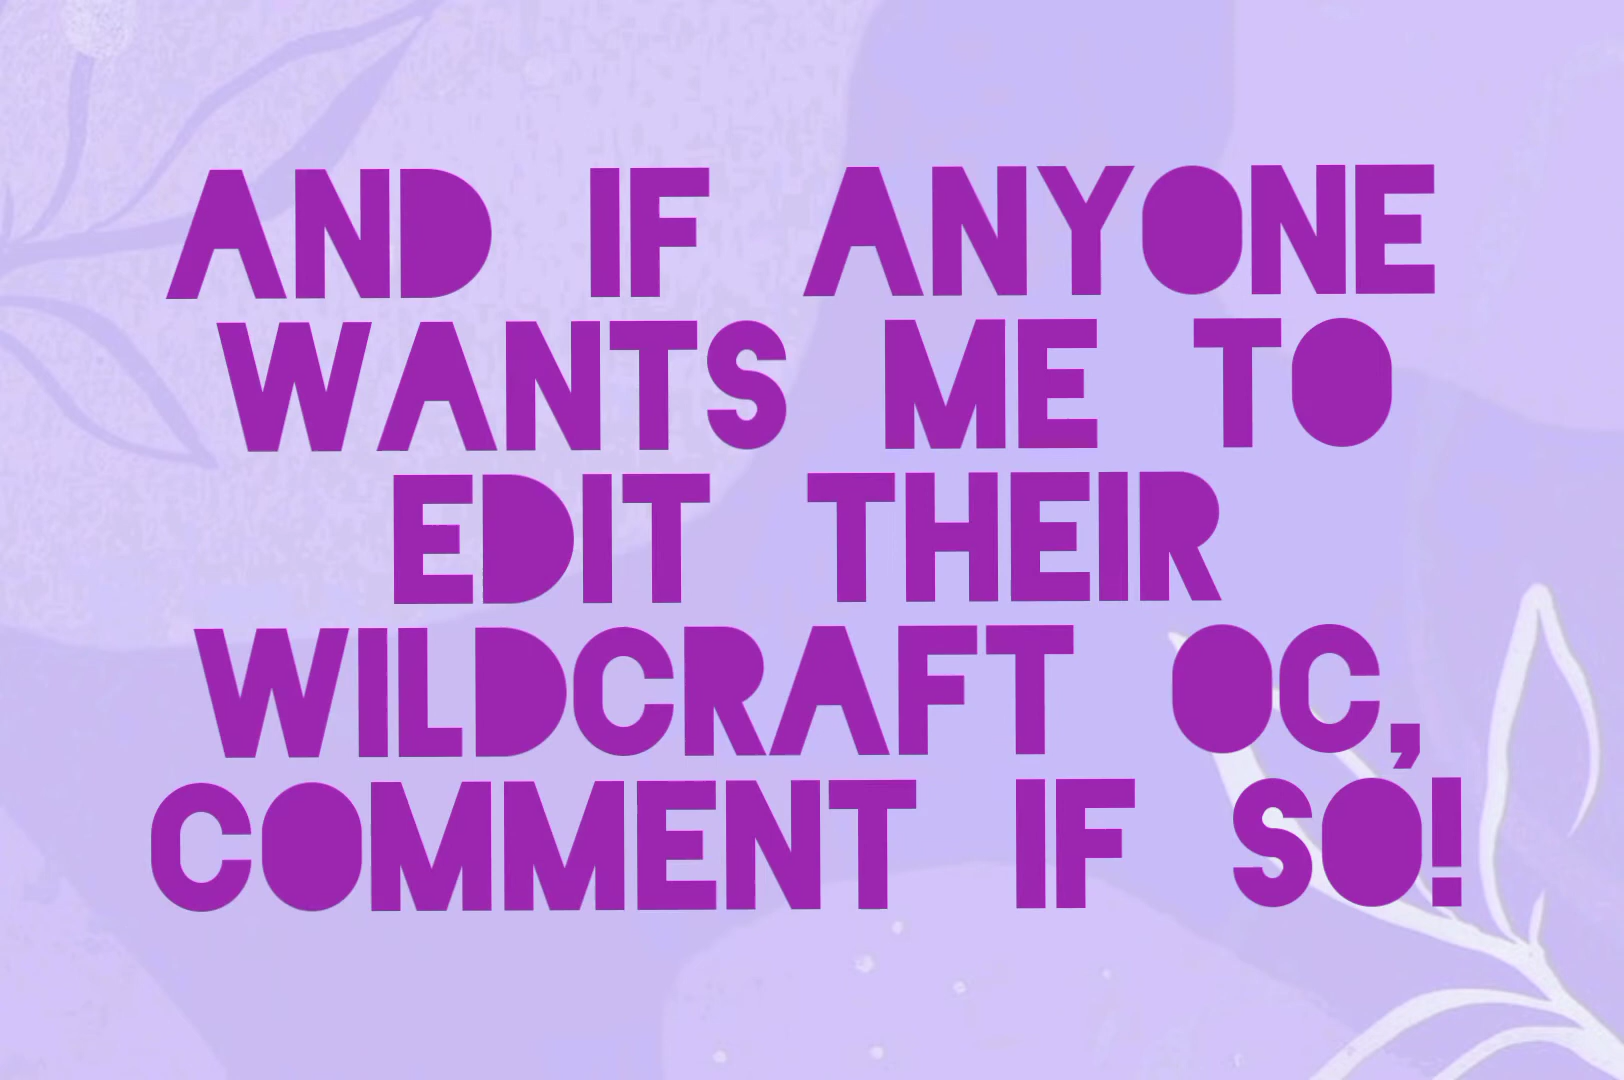 AND IF ANYONE
WANTS ME TO
EDIT THEIR
WILDCRAFT OC,
COMMENT IF SO!